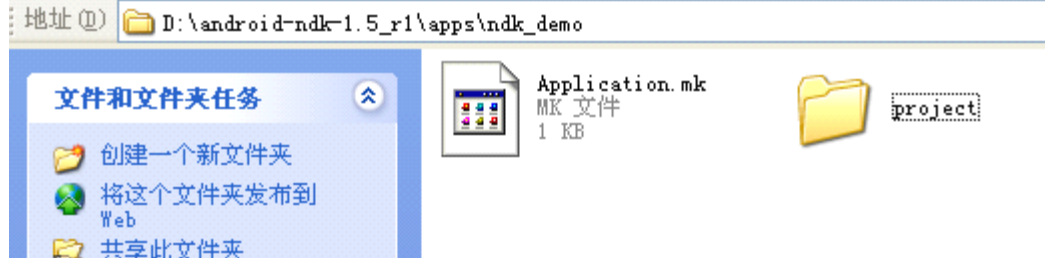 地址(D) D:\android-ndk-1.5_r1\apps\ndk_demo
文件和文件夹任务
创建一个新文件夹
将这个文件夹发布到
Web
共享此文件夹
Application.mk
MK 文件
1 KB
project